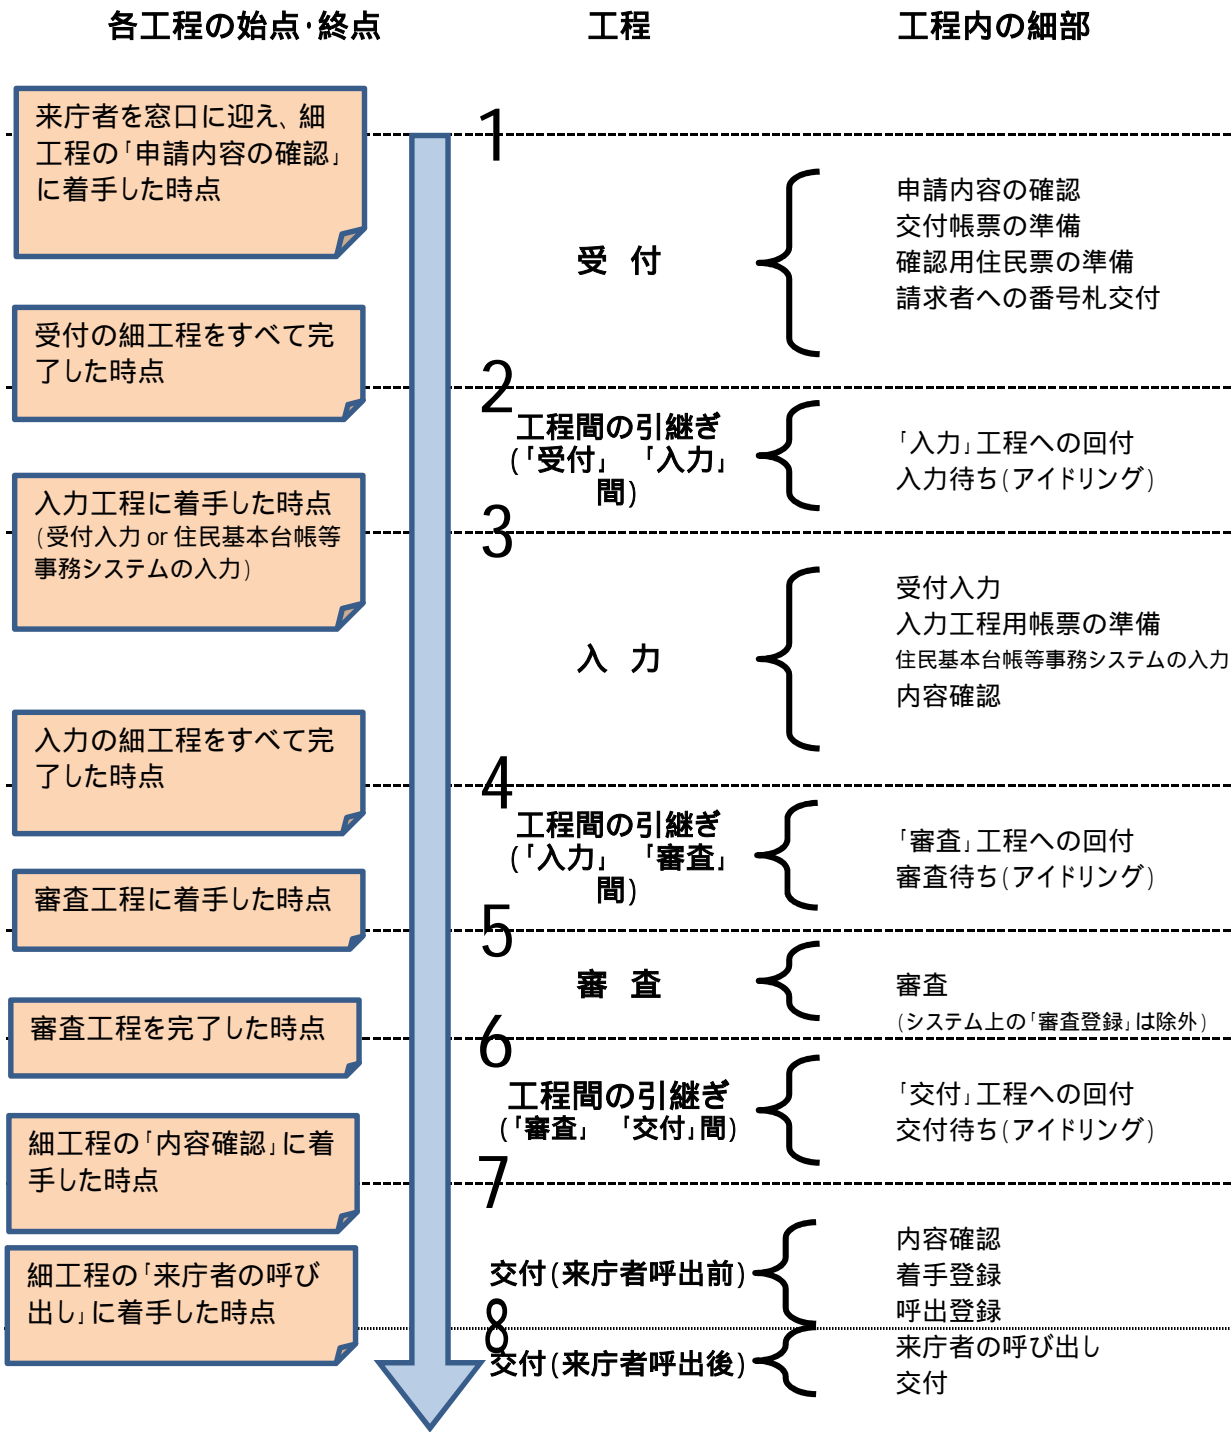 各工程の始点･終点
工程
工程内の細部
来庁者を窓口に迎え、細
工程の｢申請内容の確認｣
に着手した時点
1
受 付
申請内容の確認
交付帳票の準備
確認用住民票の準備
請求者への番号札交付
受付の細工程をすべて完
了した時点
2
工程間の引継ぎ
(｢受付｣ ｢入力｣
間)
｢入力｣工程への回付
入力待ち(アイドリング)
入力工程に着手した時点
(受付入力 or 住民基本台帳等
事務システムの入力)
3
入 力
受付入力
入力工程用帳票の準備
住民基本台帳等事務システムの入力
内容確認
入力の細工程をすべて完
了した時点
4
工程間の引継ぎ
(｢入力｣ ｢審査｣
間)
｢審査｣工程への回付
審査待ち(アイドリング)
審査工程に着手した時点
5
審 査
審査
(システム上の｢審査登録｣は除外)
審査工程を完了した時点
6
工程間の引継ぎ
(｢審査｣ ｢交付｣間)
｢交付｣工程への回付
交付待ち(アイドリング)
細工程の｢内容確認｣に着
手した時点
7
交付(来庁者呼出前)
内容確認
着手登録
呼出登録
細工程の｢来庁者の呼び
出し｣に着手した時点
8
交付(来庁者呼出後)
来庁者の呼び出し
交付